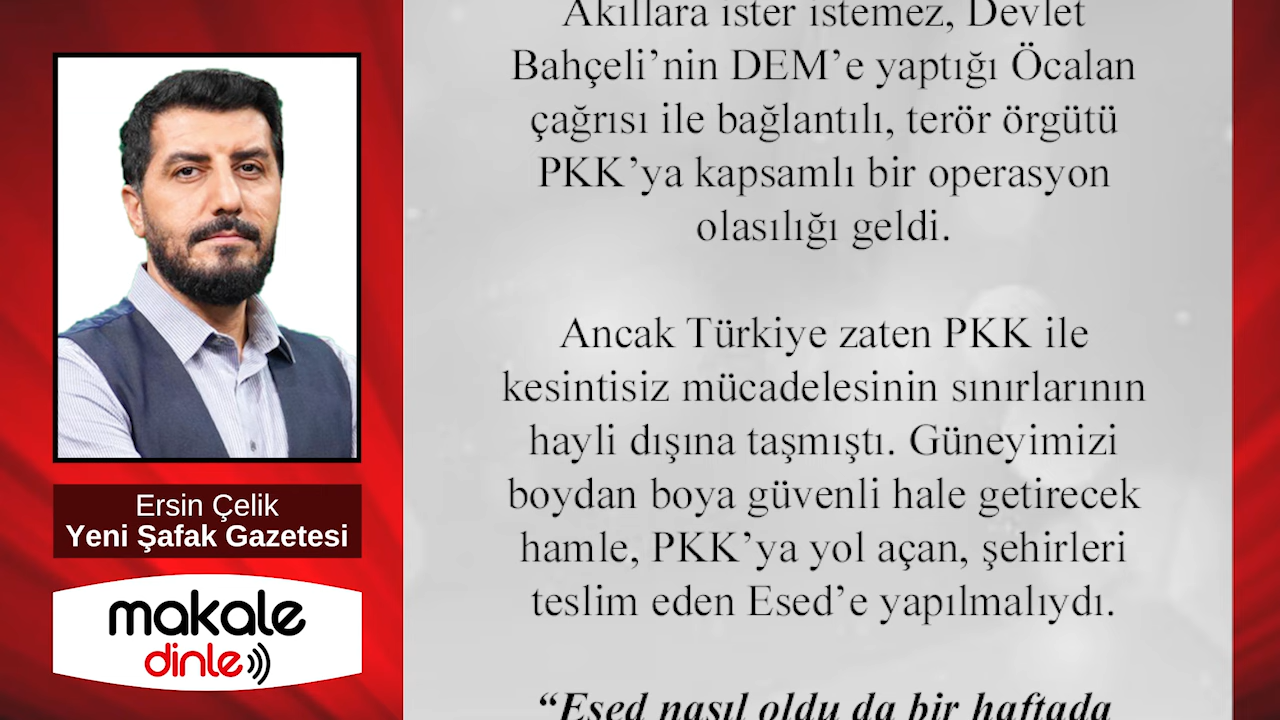 Akıllara ister istemez, Devlet
Bahçeli’nin DEM’e yaptığı Öcalan
çağrısı ile bağlantılı, terör örgütü
PKK’ya kapsamlı bir operasyon
olasılığı geldi.
Ancak Türkiye zaten PKK ile
kesintisiz mücadelesinin sınırlarının
hayli dışına taşmıştı. Güneyimizi
boydan boya güvenli hale getirecek
hamle, PKK’ya yol açan, şehirleri
teslim eden Esed’e yapılmalıydı.
“Esed nasıl oldu da bir haftada
Ersin Çelik
Yeni Şafak Gazetesi
makale
dinle